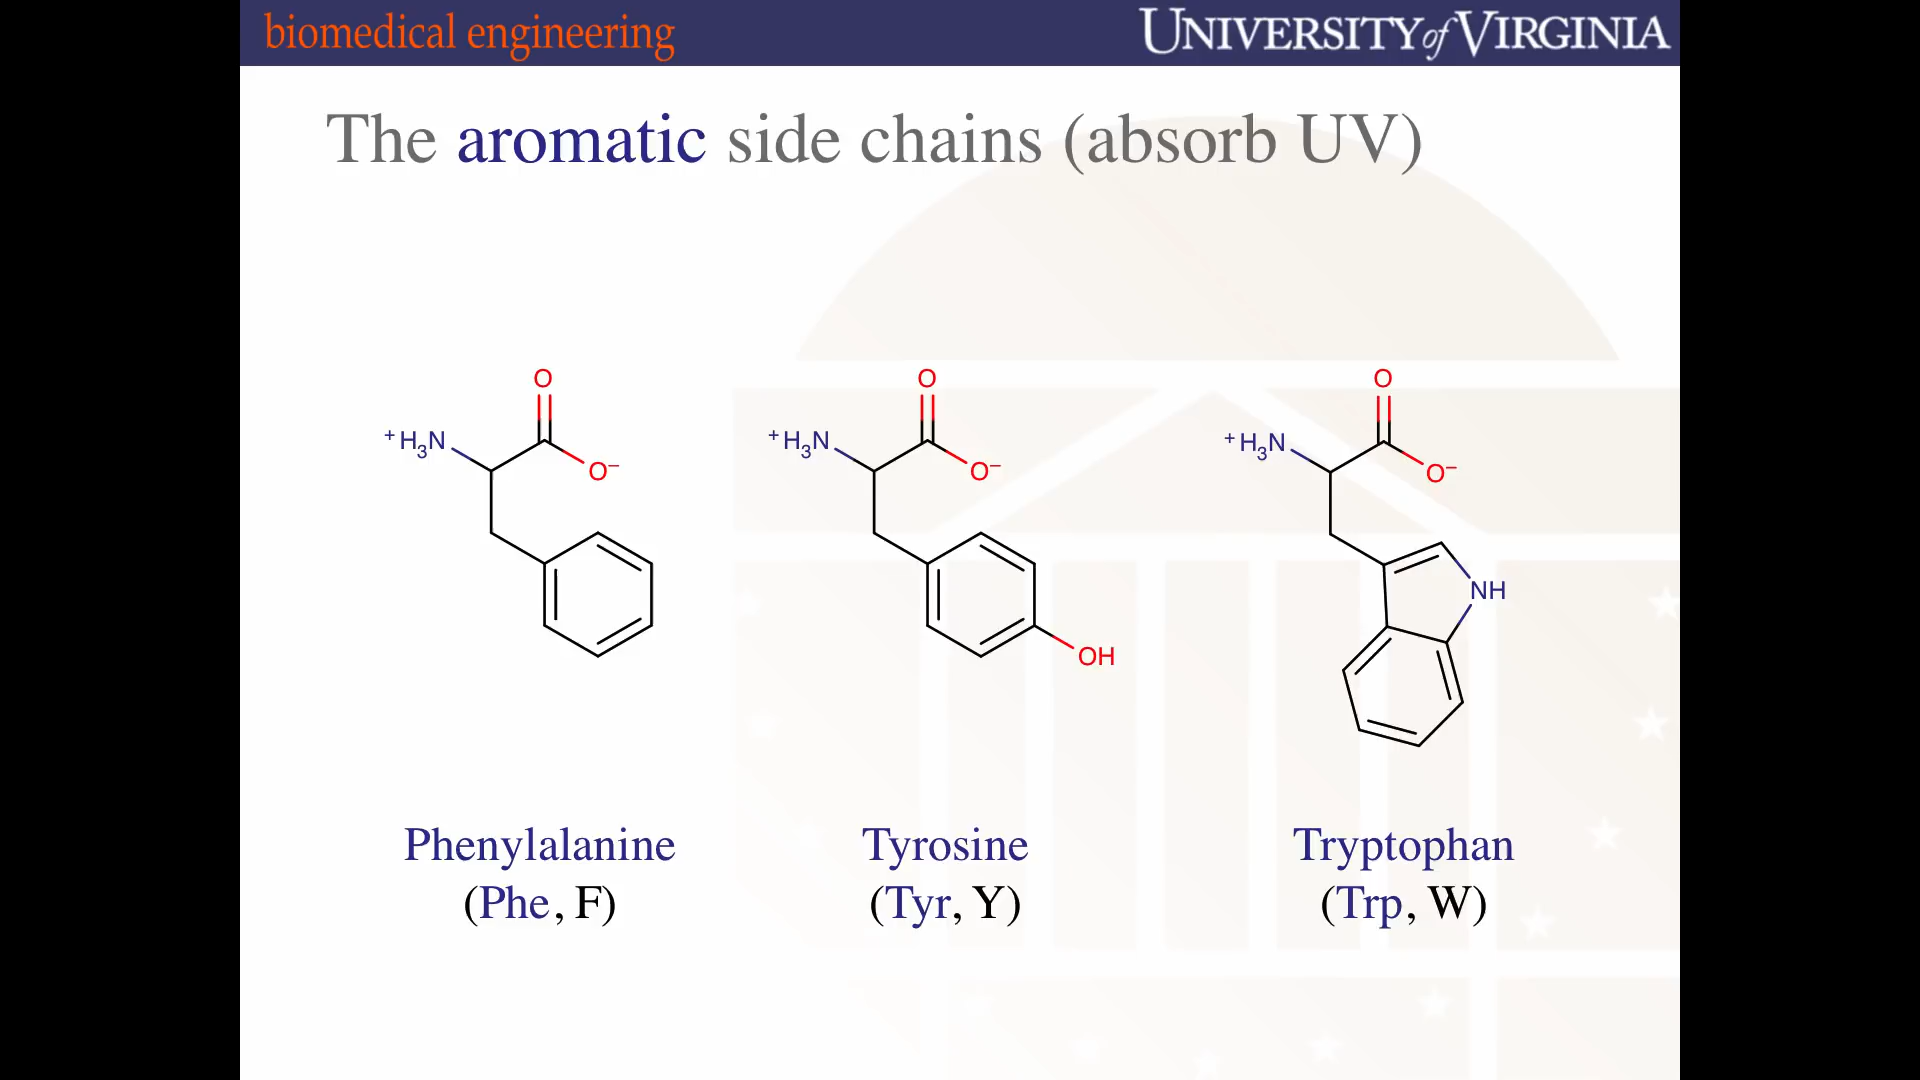 biomedical engineering
UNIVERSITY of VIRGINIA
The aromatic side chains (absorb UV)
O
+H3N
O−
O
+H3N
O−
OH
O
+H3N
O−
NH
Phenylalanine
(Phe, F)
Tyrosine
(Tyr, Y)
Tryptophan
(Trp, W)